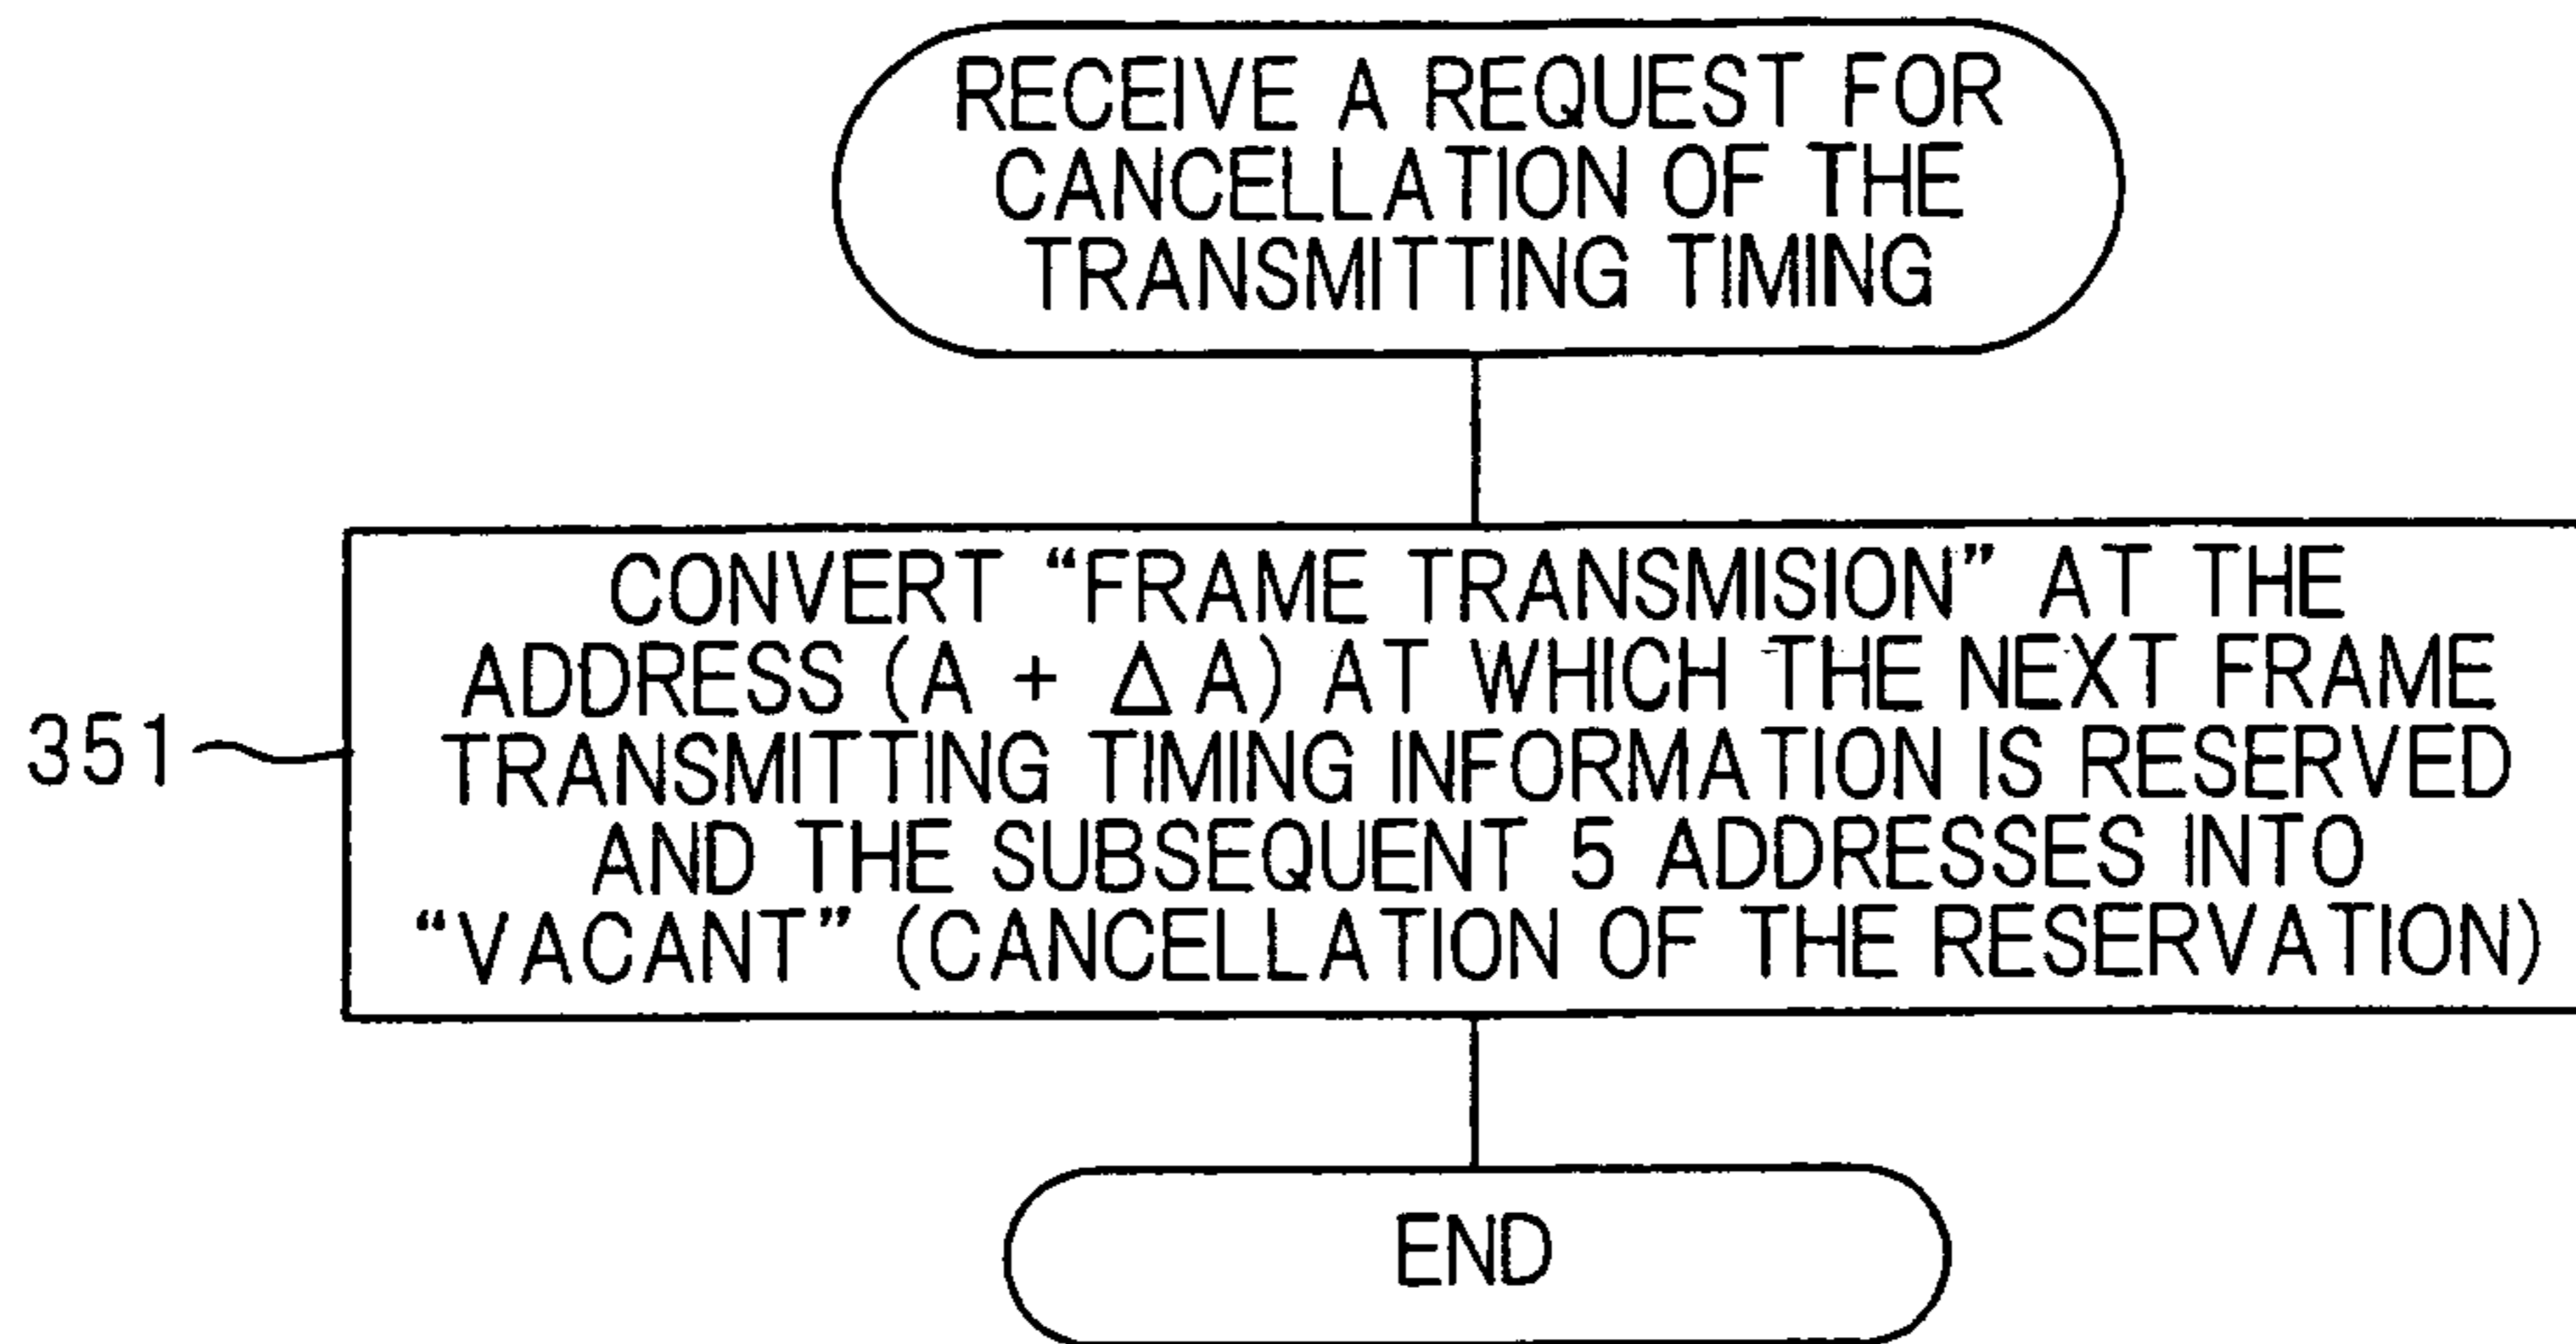 RECEIVE A REQUEST FOR
CANCELLATION OF THE
TRANSMITTING TIMING
351
CONVERT “FRAME TRANSMISION” AT THE
ADDRESS (A + Δ A) AT WHICH THE NEXT FRAME
TRANSMITTING TIMING INFORMATION IS RESERVED
AND THE SUBSEQUENT 5 ADDRESSES INTO
“VACANT” (CANCELLATION OF THE RESERVATION)
END